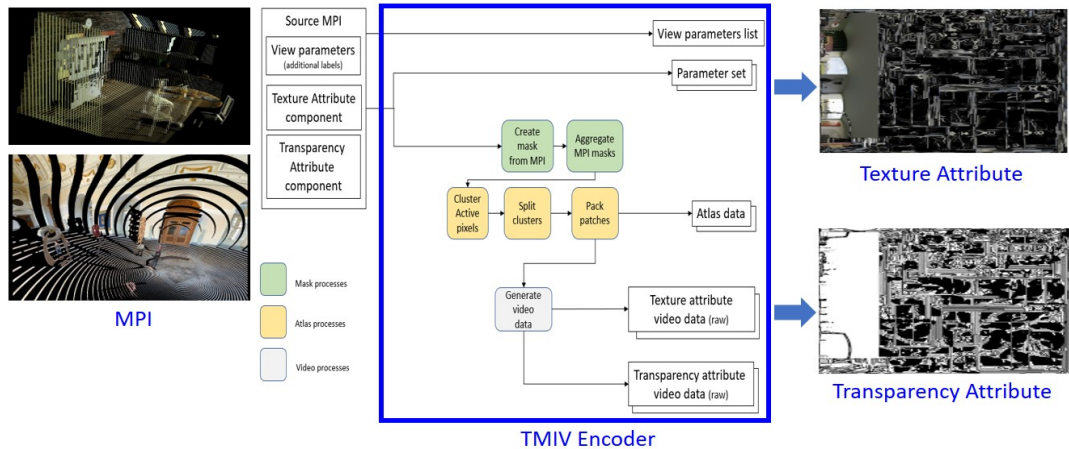 MPI
Source MPI
View parameters
(additional labels)
Texture Attribute
component
Transparency
Attribute
component
Mask processes
Atlas processes
Video processes
View parameters list
Parameter set
Create
mask
from MPI
Aggregate
MPI masks
Cluster
Active
pixels
Split
clusters
Pack
patches
Atlas data
Generate
video
data
Texture attribute
video data (raw)
Transparency attribute
video data (raw)
TMIV Encoder
Texture Attribute
Transparency Attribute